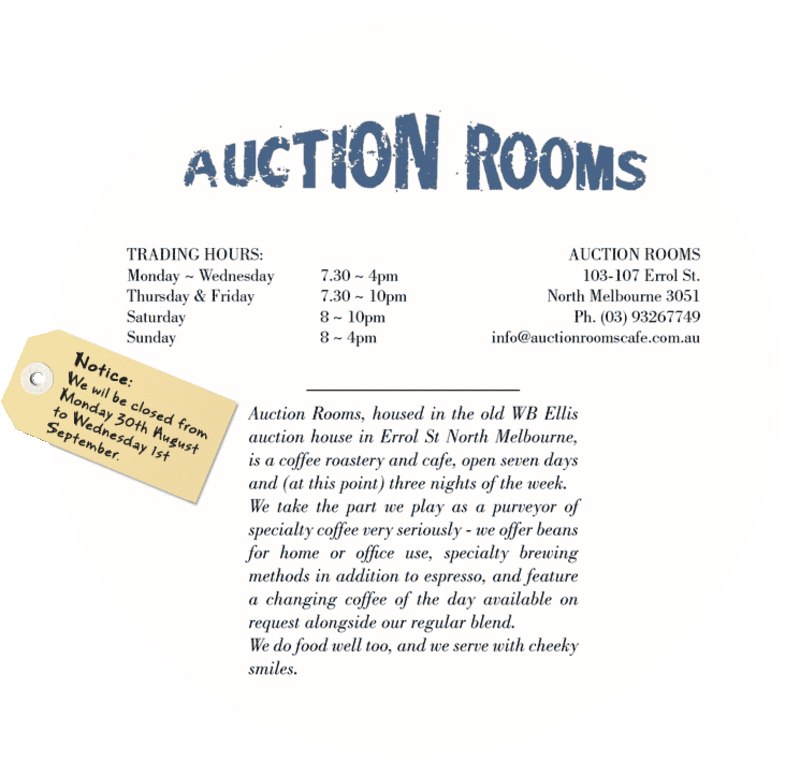 AUCTION ROOMS
TRADING HOURS:
Monday ~ Wednesday 7.30 ~ 4pm
Thursday & Friday 7.30 ~ 10pm
Saturday 8 ~ 10pm
Sunday 8 ~ 4pm
AUCTION ROOMS
103-107 Errol St.
North Melbourne 3051
Ph. (03) 93267749
info@auctionroomscafe.com.au
Notice:
We wil be closed from
Monday 30th August
to Wednesday 1st
September.
Auction Rooms, housed in the old WB Ellis
auction house in Errol St North Melbourne,
is a coffee roastery and cafe, open seven days
and (at this point) three nights of the week.
We take the part we play as a purveyor of
specialty coffee very seriously - we offer beans
for home or office use, specialty brewing
methods in addition to espresso, and feature
a changing coffee of the day available on
request alongside our regular blend.
We do food well too, and we serve with cheeky
smiles.